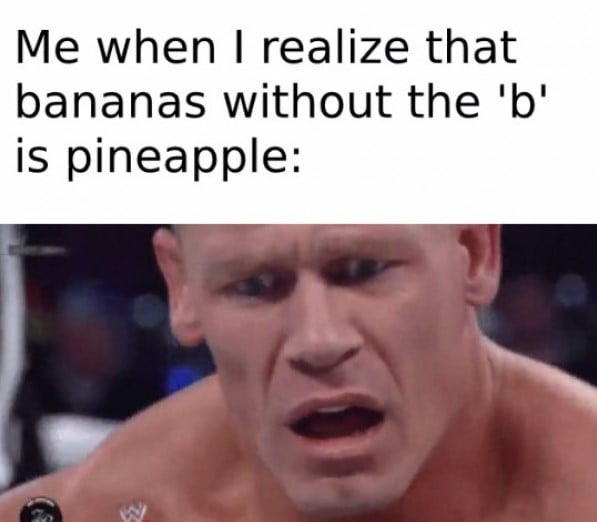 Me when I realize that
bananas without the 'b'
is pineapple:
W